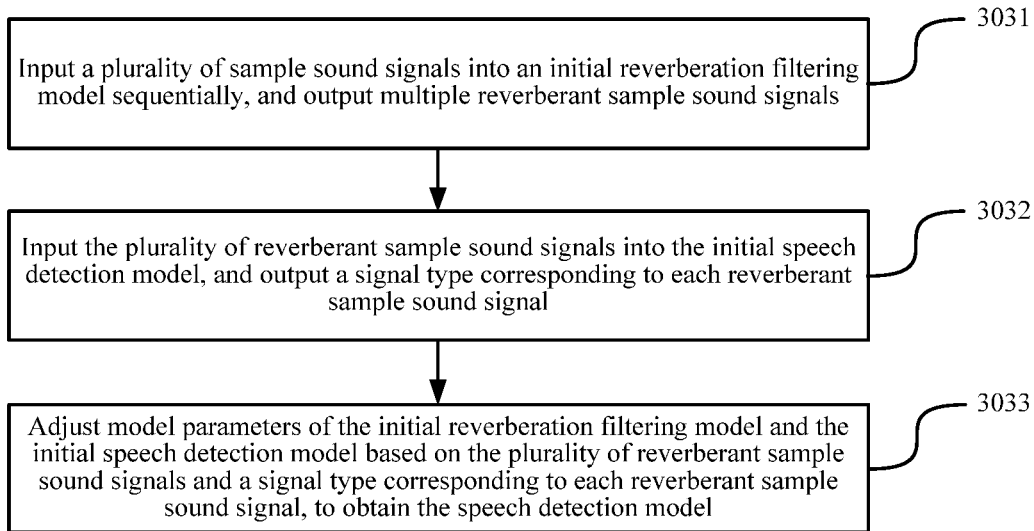 3031
Input a plurality of sample sound signals into an initial reverberation filtering
model sequentially, and output multiple reverberant sample sound signals
3032
Input the plurality of reverberant sample sound signals into the initial speech
detection model, and output a signal type corresponding to each reverberant
sample sound signal
3033
Adjust model parameters of the initial reverberation filtering model and the
initial speech detection model based on the plurality of reverberant sample
sound signals and a signal type corresponding to each reverberant sample
sound signal, to obtain the speech detection model